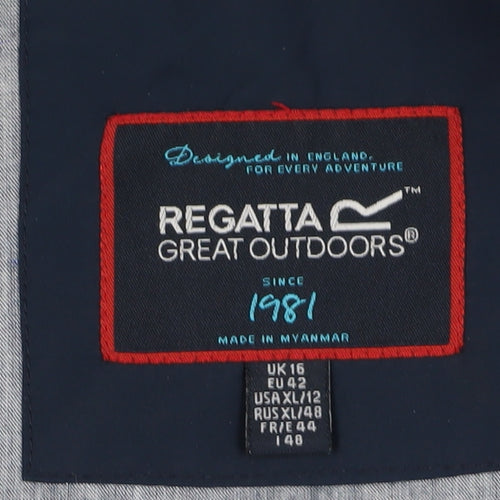 Designed IN ENGLAND,
FOR EVERY ADVENTURE
REGATTA R™
GREAT OUTDOORS®
SINCE
1981
MADE IN MYANMAR
UK 16
EU 42
USA XL/12
RUS XL/48
FR/E 44
I 48